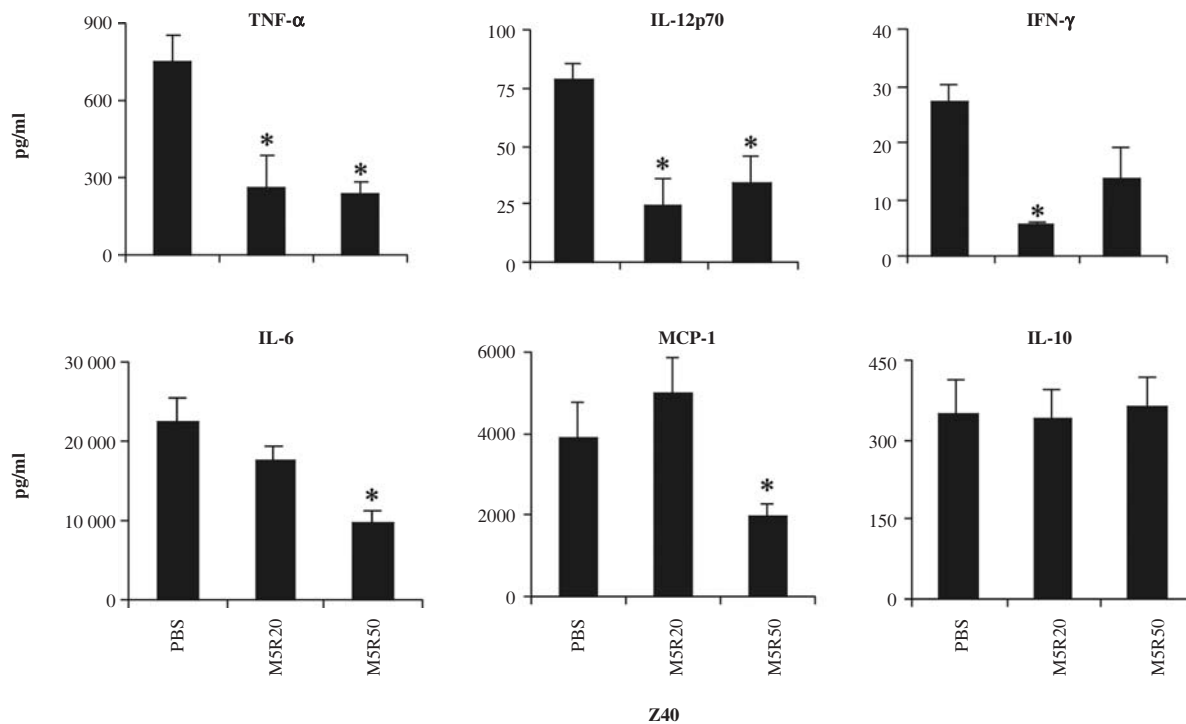 TNF-α
IL-12p70
IFN-γ
pg/ml
900
600
300
0
*
*
100
75
50
25
0
*
*
40
30
20
10
0
*
IL-6
MCP-1
IL-10
pg/ml
30 000
20 000
10 000
0
*
6000
4000
2000
0
*
450
300
150
0
PBS
M5R20
M5R50
PBS
M5R20
M5R50
PBS
M5R20
M5R50
Z40